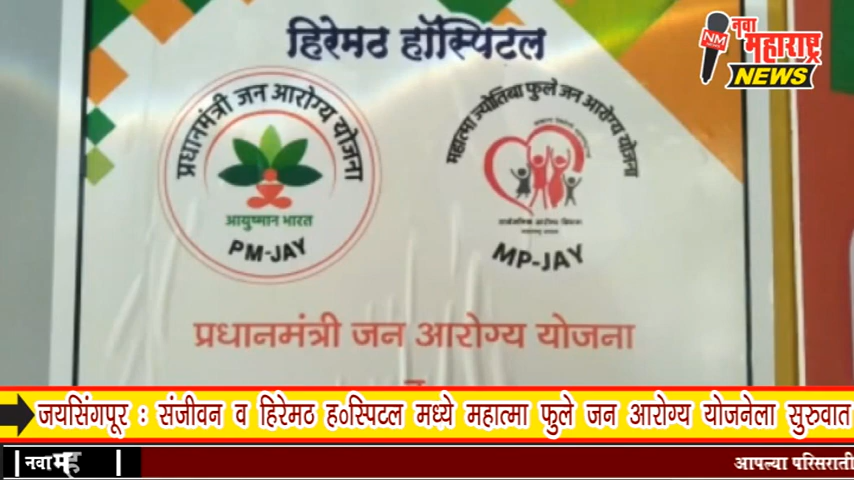 हिरेमठ हॉस्पिटल
NM
NEWS
नवा
महाराष्ट्र
NEWS
प्रधानमंत्री जन आरोग्य योजना
आयुष्मान भारत
PM-JAY
महात्मा ज्योतिबा फुले जन आरोग्य योजना
MP-JAY
प्रधानमंत्री जन आरोग्य योजना
जयसिंगपूर : संजीवन व हिरेमठ ह०स्पिटल मध्ये महात्मा फुले जन आरोग्य योजनेला सुरुवात
नवा मह
आपल्या परिसराती